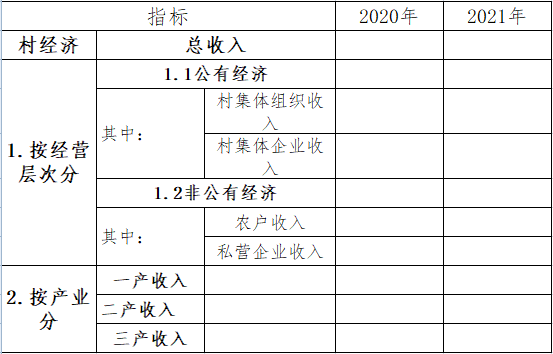 指标 2020年 2021年
村经济 总收入
1.按经营
层次分
1.1公有经济
其中:
村集体组织收
入
村集体企业收
入
1.2非公有经济
其中:
农户收入
私营企业收入
2.按产业
分
一产收入
二产收入
三产收入